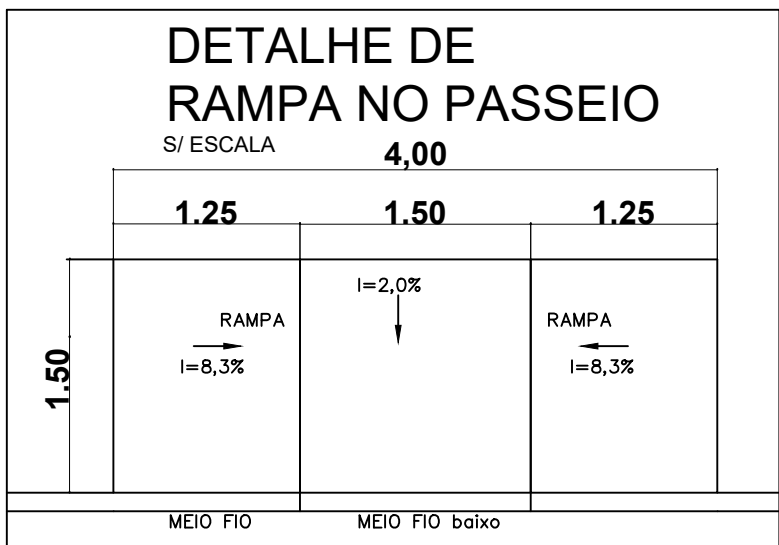 DETALHE DE
RAMPA NO PASSEIO
S/ ESCALA
4,00
1.25 1.50 1.25
I=2,0%
RAMPA RAMPA
I=8,3% I=8,3%
1.50
MEIO FIO MEIO FIO baixo